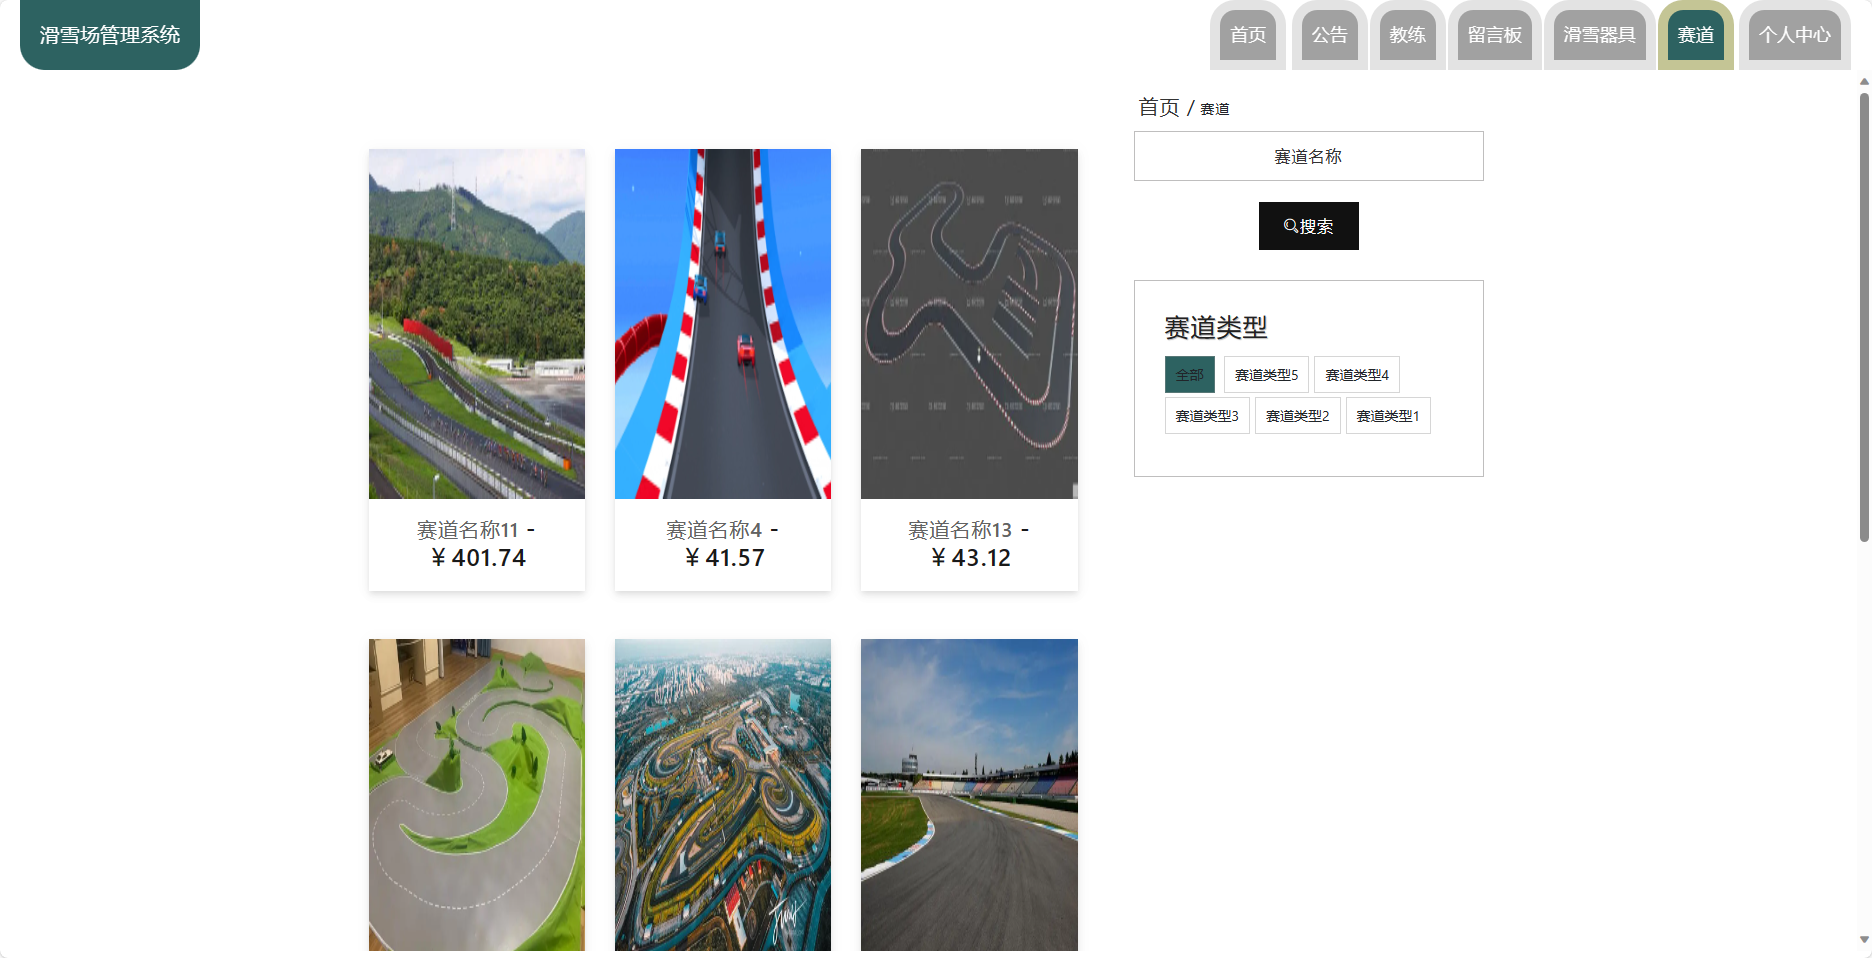 滑雪场管理系统
首页
公告
教练
留言板
滑雪器具
赛道
个人中心
首页 / 赛道
赛道名称
搜索
赛道类型
全部
赛道类型5
赛道类型4
赛道类型3
赛道类型2
赛道类型1
赛道名称11 -
¥ 401.74
赛道名称4 -
¥ 41.57
赛道名称13 -
¥ 43.12